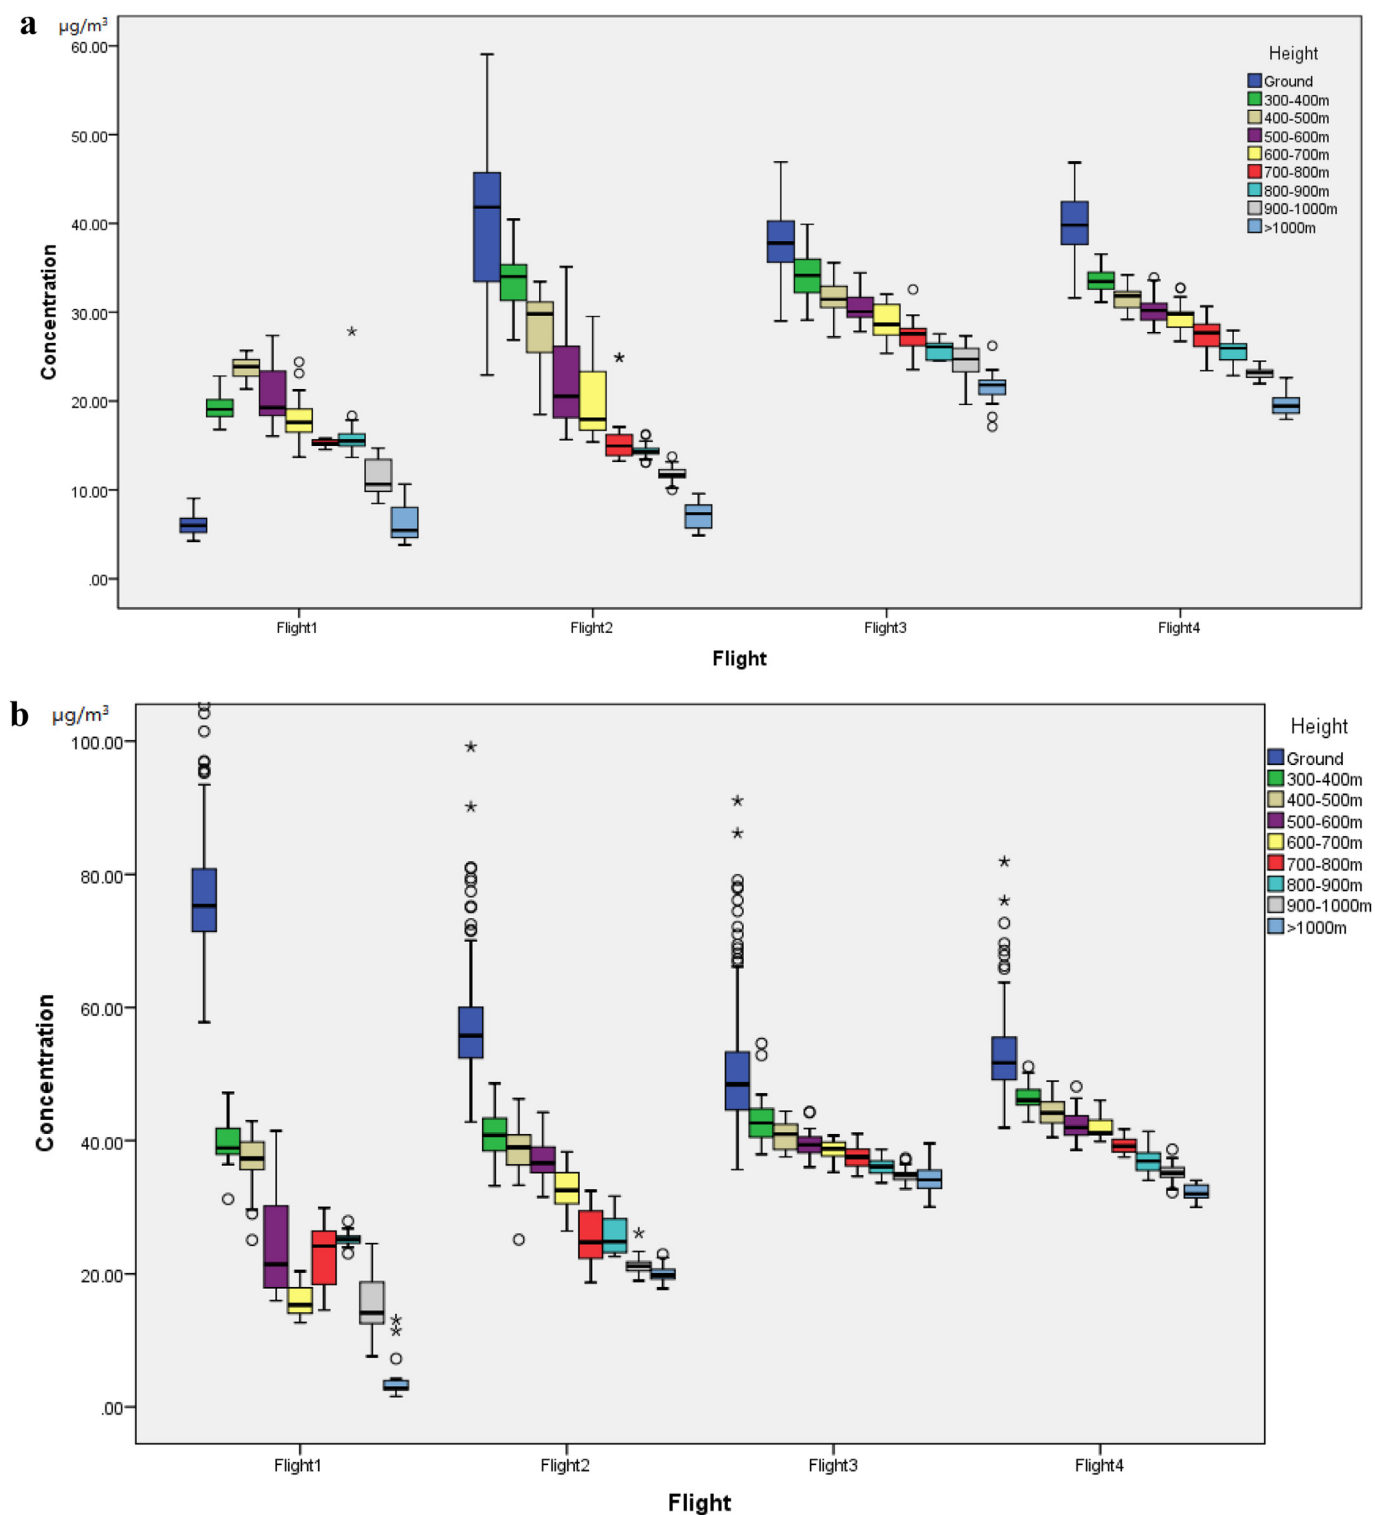 a
µg/m³
60.00
50.00
40.00
30.00
20.00
10.00
.00
Concentration
Height
Ground
300-400m
400-500m
500-600m
600-700m
700-800m
800-900m
900-1000m
>1000m
Flight1
Flight2
Flight3
Flight4
Flight
b
µg/m³
100.00
80.00
60.00
40.00
20.00
.00
Concentration
Height
Ground
300-400m
400-500m
500-600m
600-700m
700-800m
800-900m
900-1000m
>1000m
Flight1
Flight2
Flight3
Flight4
Flight